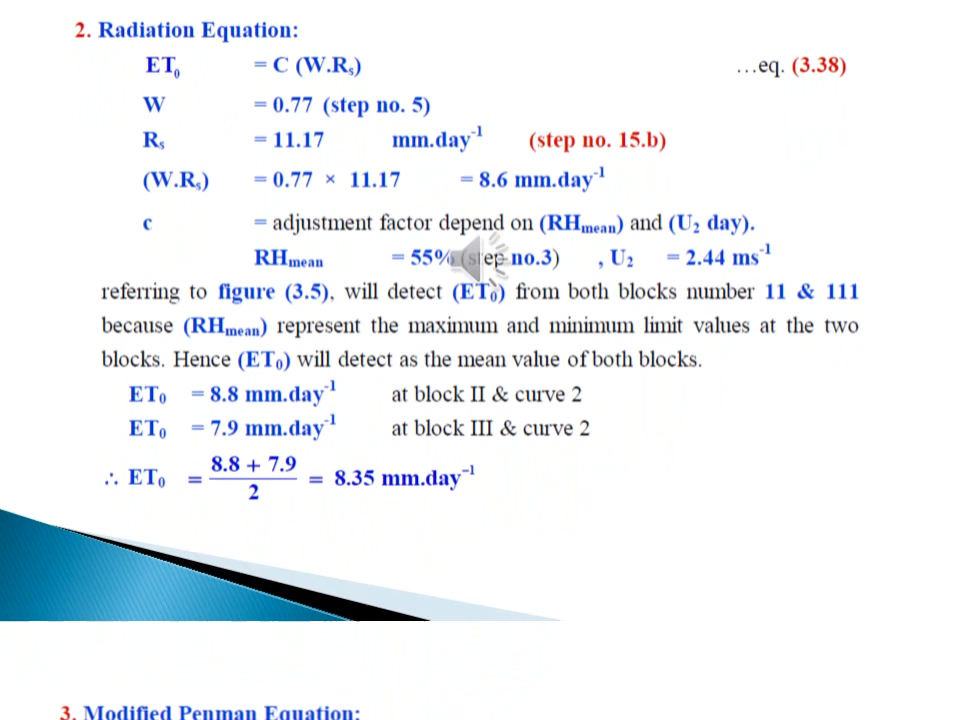 2. Radiation Equation:
ET₀ = C (W.Rₛ) …eq. (3.38)
W = 0.77 (step no. 5)
Rₛ = 11.17 mm.day⁻¹ (step no. 15.b)
(W.Rₛ) = 0.77 × 11.17 = 8.6 mm.day⁻¹
c = adjustment factor depend on (RHmean) and (U₂ day).
RHmean = 55% (step no.3) , U₂ = 2.44 ms⁻¹
referring to figure (3.5), will detect (ET₀) from both blocks number 11 & 111
because (RHmean) represent the maximum and minimum limit values at the two
blocks. Hence (ET₀) will detect as the mean value of both blocks.
ET₀ = 8.8 mm.day⁻¹ at block II & curve 2
ET₀ = 7.9 mm.day⁻¹ at block III & curve 2
∴ ET₀ = (8.8 + 7.9)/2 = 8.35 mm.day⁻¹
3. Modified Penman Equation: